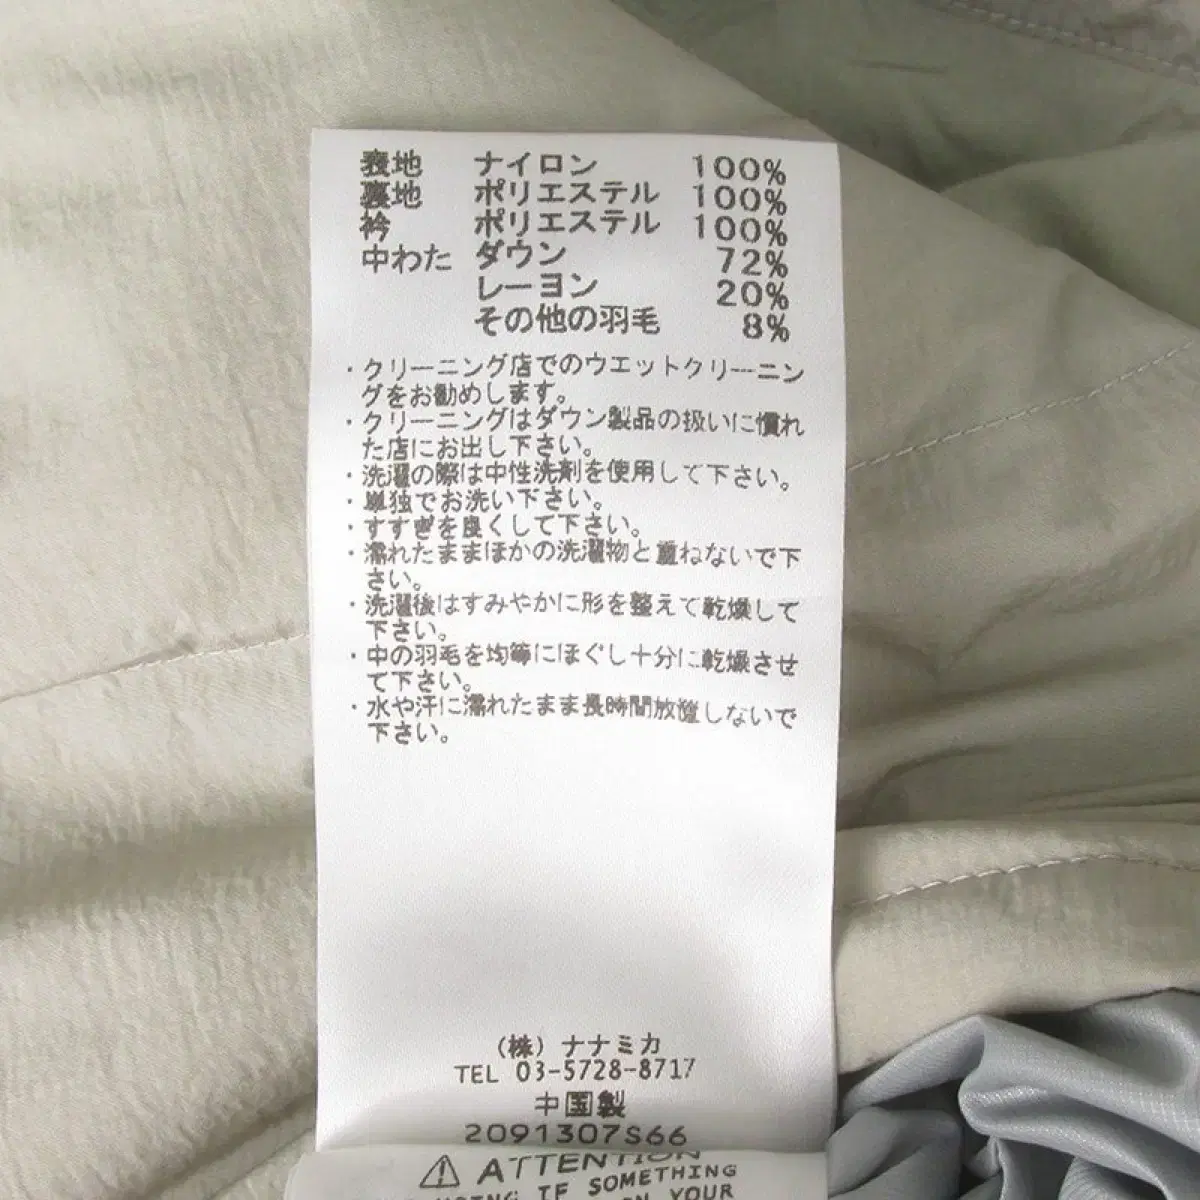 表地 ナイロン 100%
裏地 ポリエステル 100%
衿 ポリエステル 100%
中わた ダウン 72%
レーヨン 20%
その他の羽毛 8%
・クリーニング店でのウエットクリーニン
グをお勧めします。
・クリーニングはダウン製品の扱いに慣れ
た店にお出し下さい。
・洗濯の際は中性洗剤を使用して下さい。
・単独でお洗い下さい。
・すすぎを良くして下さい。
・濡れたままほかの洗濯物と重ねないで下
さい。
・洗濯後はすみやかに形を整えて乾燥して
下さい。
・中の羽毛を均等にほぐし十分に乾燥させ
て下さい。
・水や汗に濡れたまま長時間放置しないで
下さい。
(株)ナナミカ
TEL 03-5728-8717
中国製
2091307S66
⚠ ATTENTION
IF SOMETHING
YOUR